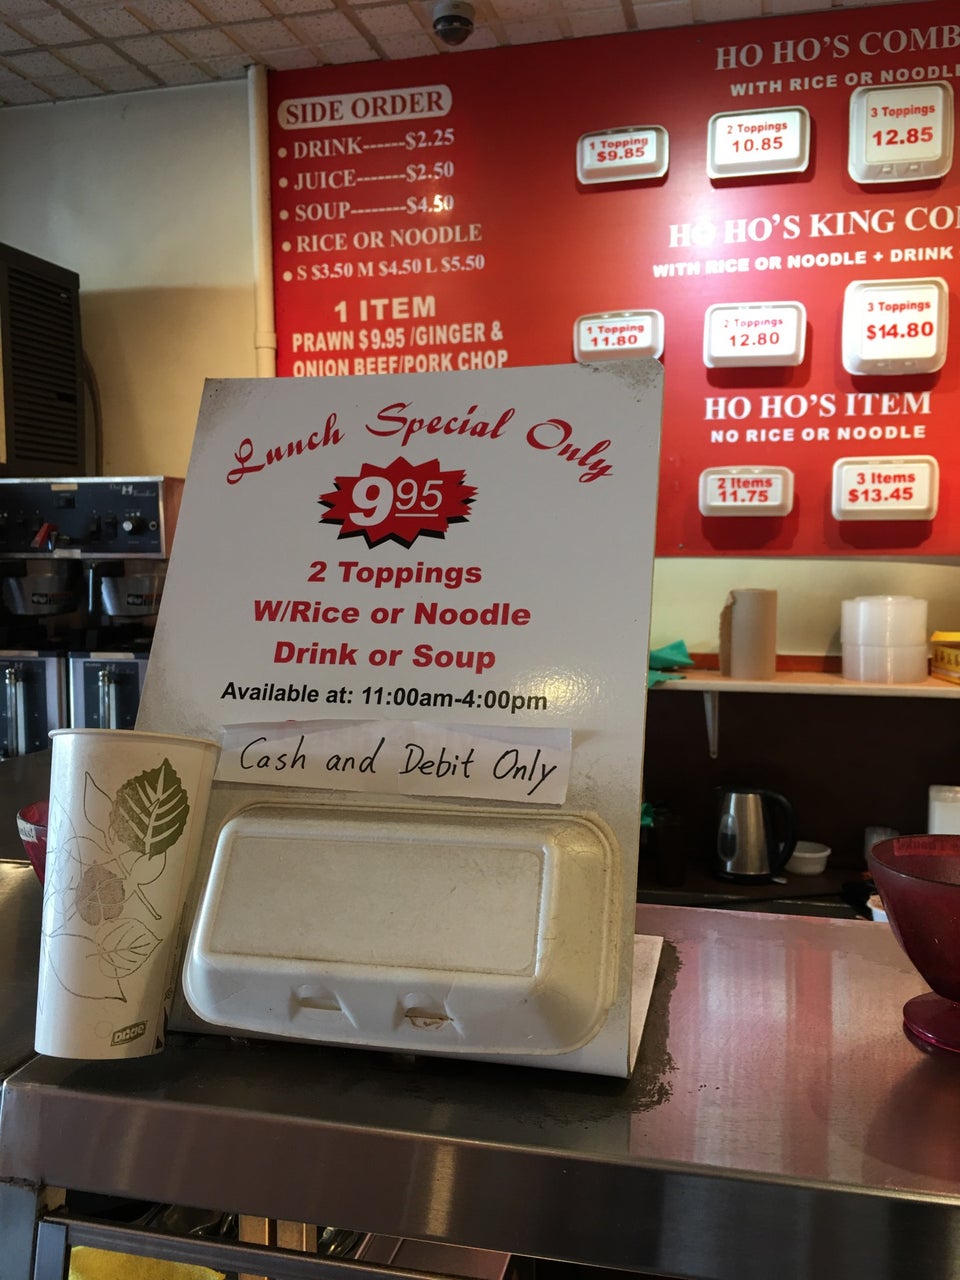 SIDE ORDER
• DRINK------$2.25
• JUICE-------$2.50
• SOUP--------$4.50
• RICE OR NOODLE
• S $3.50 M $4.50 L $5.50
1 ITEM
PRAWN $9.95 /GINGER &
ONION BEEF/PORK CHOP
HO HO'S COMB
WITH RICE OR NOODL
1 Topping
$9.85
2 Toppings
10.85
3 Toppings
12.85
HO HO'S KING CO
WITH RICE OR NOODLE + DRINK
1 Topping
11.80
2 Toppings
12.80
3 Toppings
$14.80
HO HO'S ITEM
NO RICE OR NOODLE
2 Items
11.75
3 Items
$13.45
Lunch Special Only
9 95
2 Toppings
W/Rice or Noodle
Drink or Soup
Available at: 11:00am-4:00pm
Cash and Debit Only
Dixie